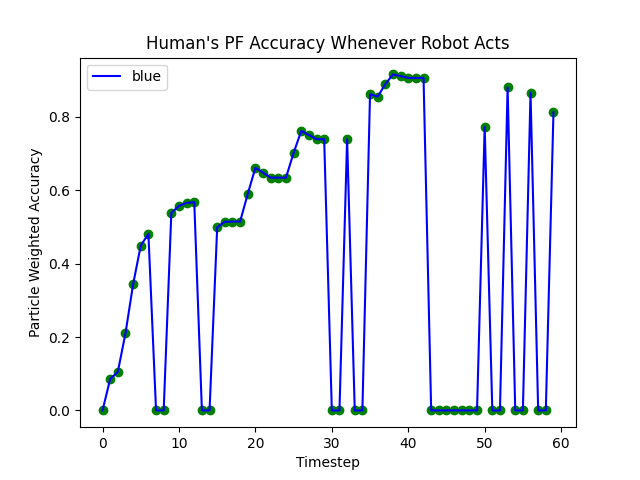 Human's PF Accuracy Whenever Robot Acts
blue
Particle Weighted Accuracy
0.8
0.6
0.4
0.2
0.0
0 10 20 30 40 50 60
Timestep